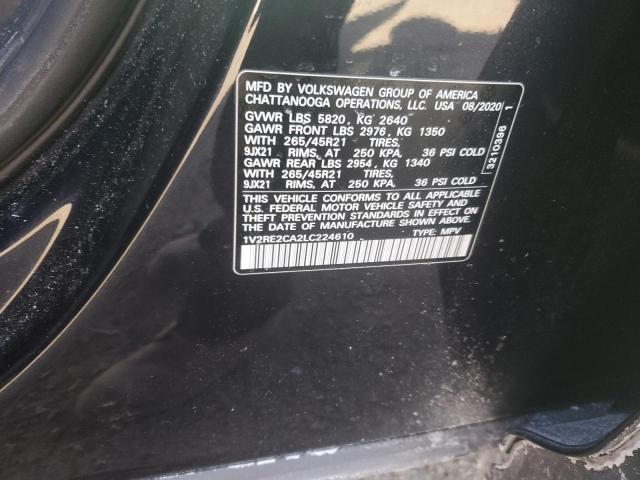 MFD BY VOLKSWAGEN GROUP OF AMERICA
CHATTANOOGA OPERATIONS, LLC. USA 08/2020
GVWR LBS 5820, KG 2640
GAWR FRONT LBS 2976, KG 1350
WITH 265/45R21 TIRES,
9JX21 RIMS, AT 250 KPA, 36 PSI COLD
GAWR REAR LBS 2954, KG 1340
WITH 265/45R21 TIRES,
9JX21 RIMS, AT 250 KPA, 36 PSI COLD
THIS VEHICLE CONFORMS TO ALL APPLICABLE
U.S. FEDERAL MOTOR VEHICLE SAFETY AND
THEFT PREVENTION STANDARDS IN EFFECT ON
THE DATE OF MANUFACTURE SHOWN ABOVE.
1V2RE2CA2LC224610 TYPE: MPV
3210396 1